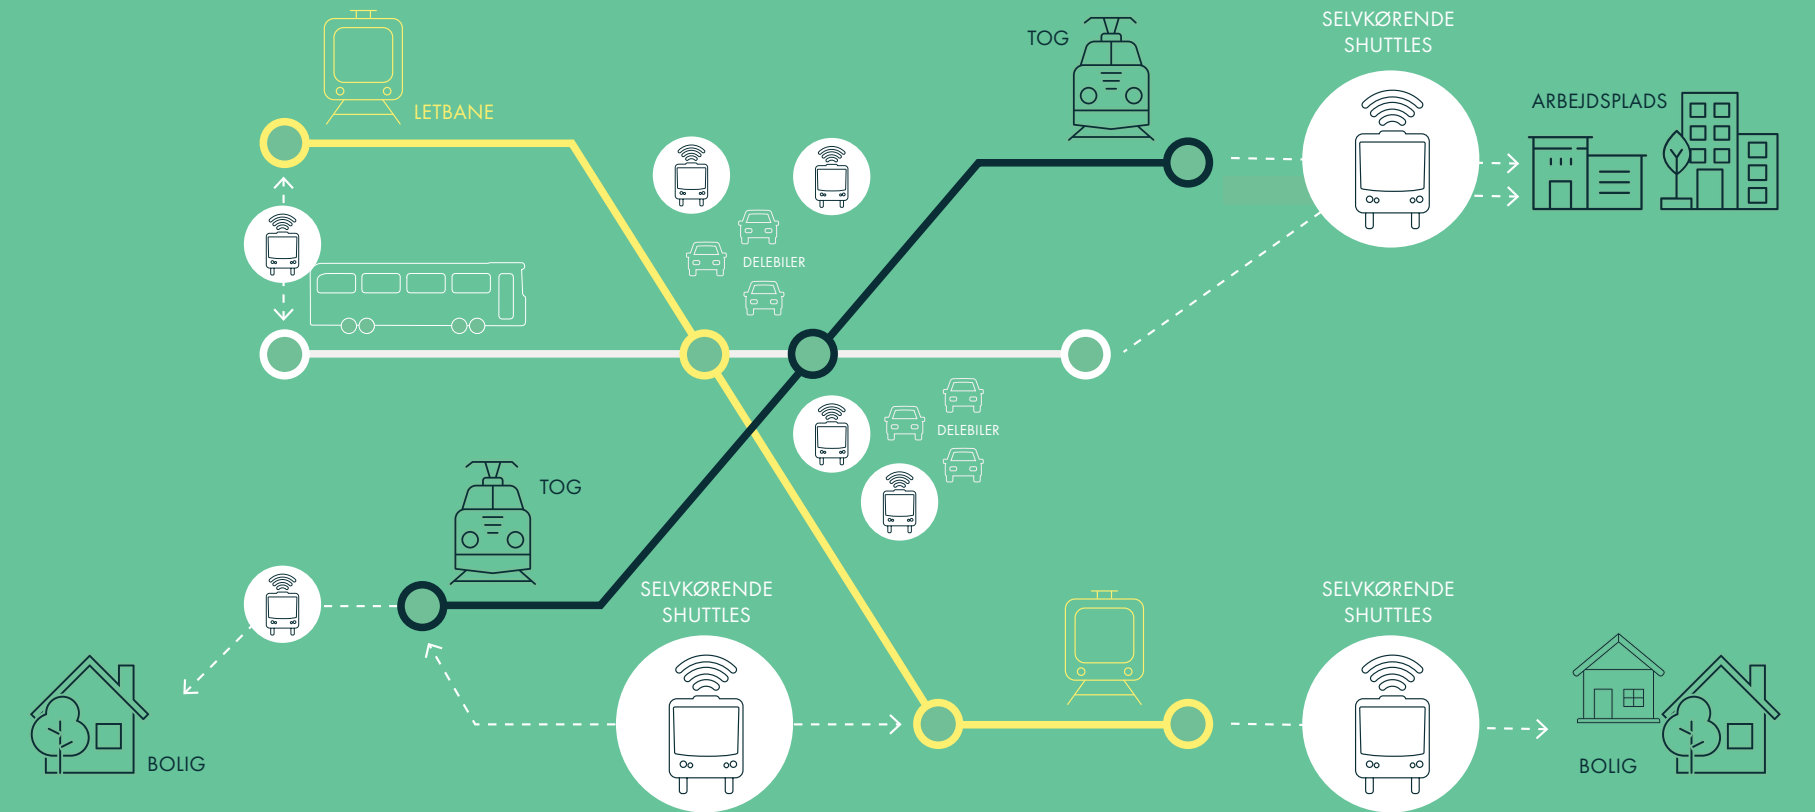 SELVKØRENDE
SHUTTLES
TOG
ARBEJDSPLADS
LETBANE
DELEBILER
DELEBILER
TOG
SELVKØRENDE
SHUTTLES
SELVKØRENDE
SHUTTLES
BOLIG
BOLIG